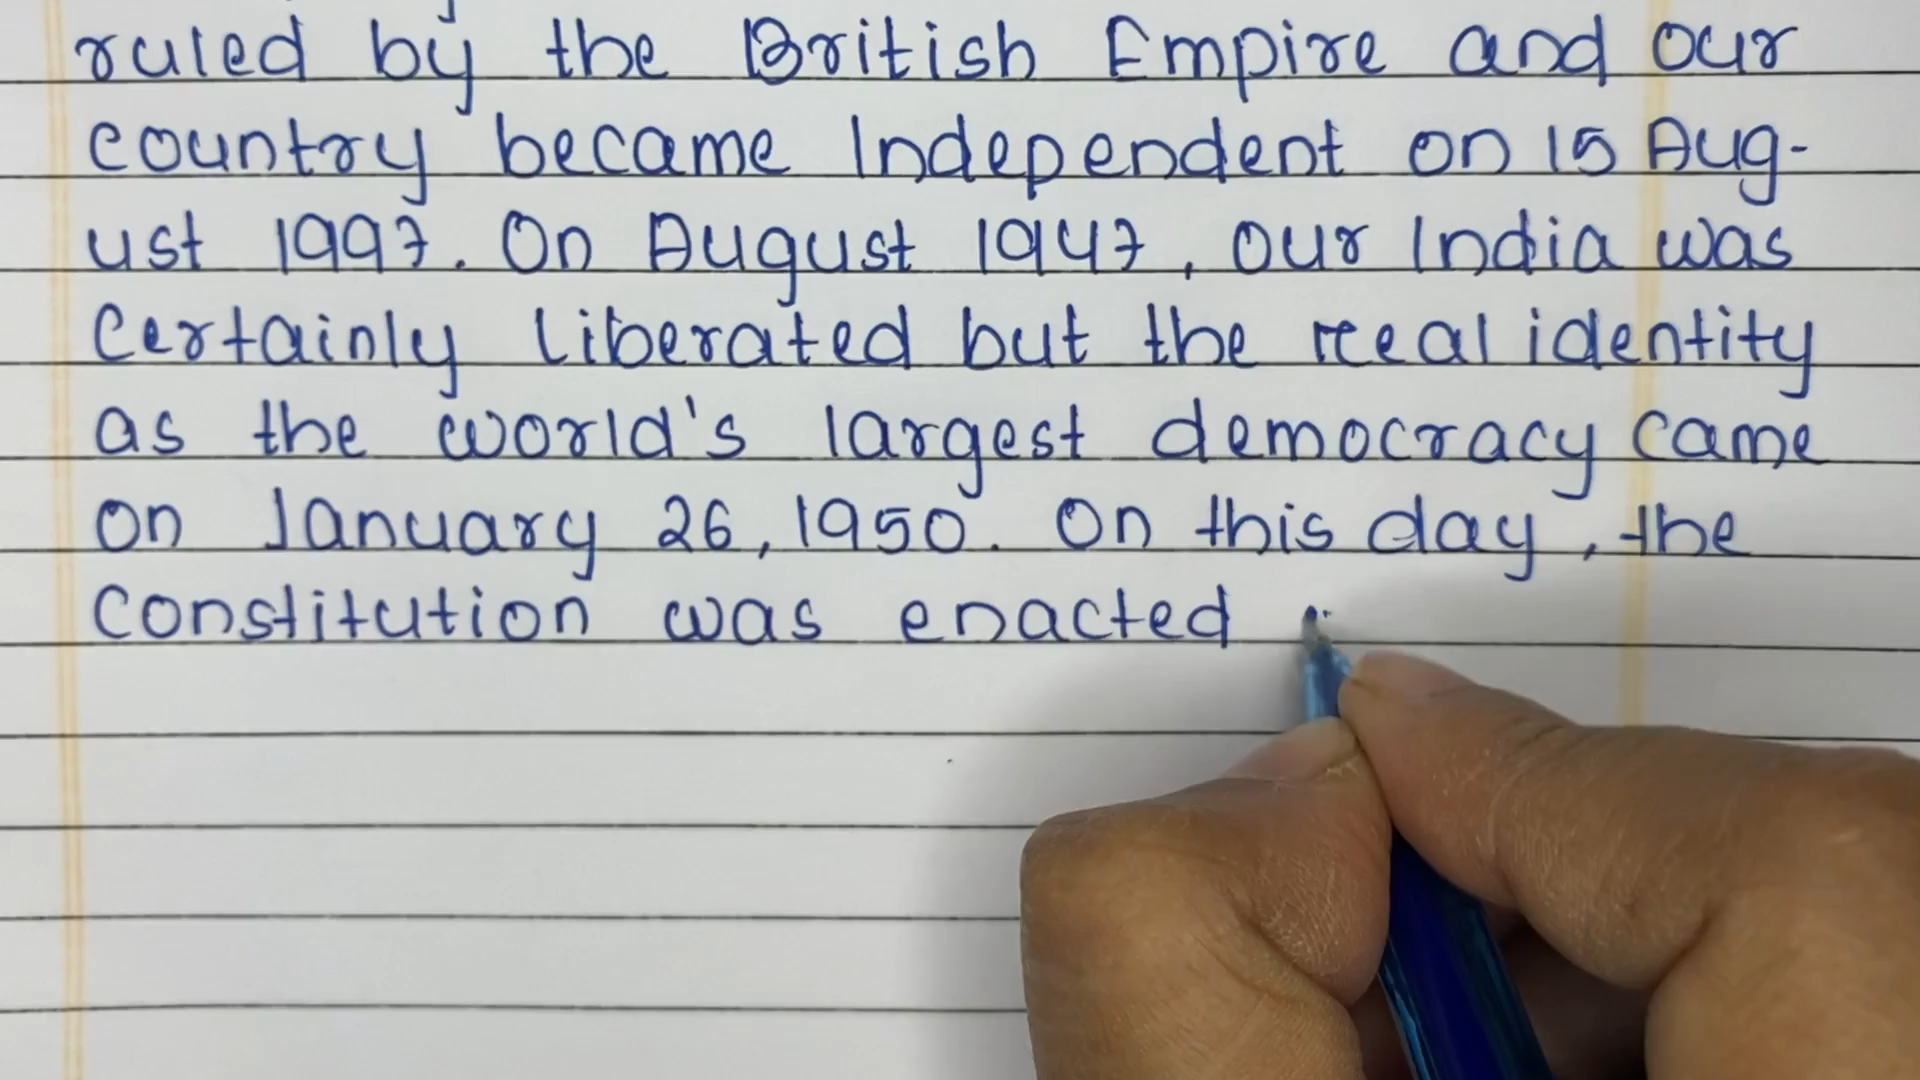 ruled by the British Empire and our
country became Independent on 15 Aug-
ust 1997. On August 1947, our India was
Certainly liberated but the real identity
as the world's largest democracy came
on January 26, 1950. On this day, the
Constitution was enacted